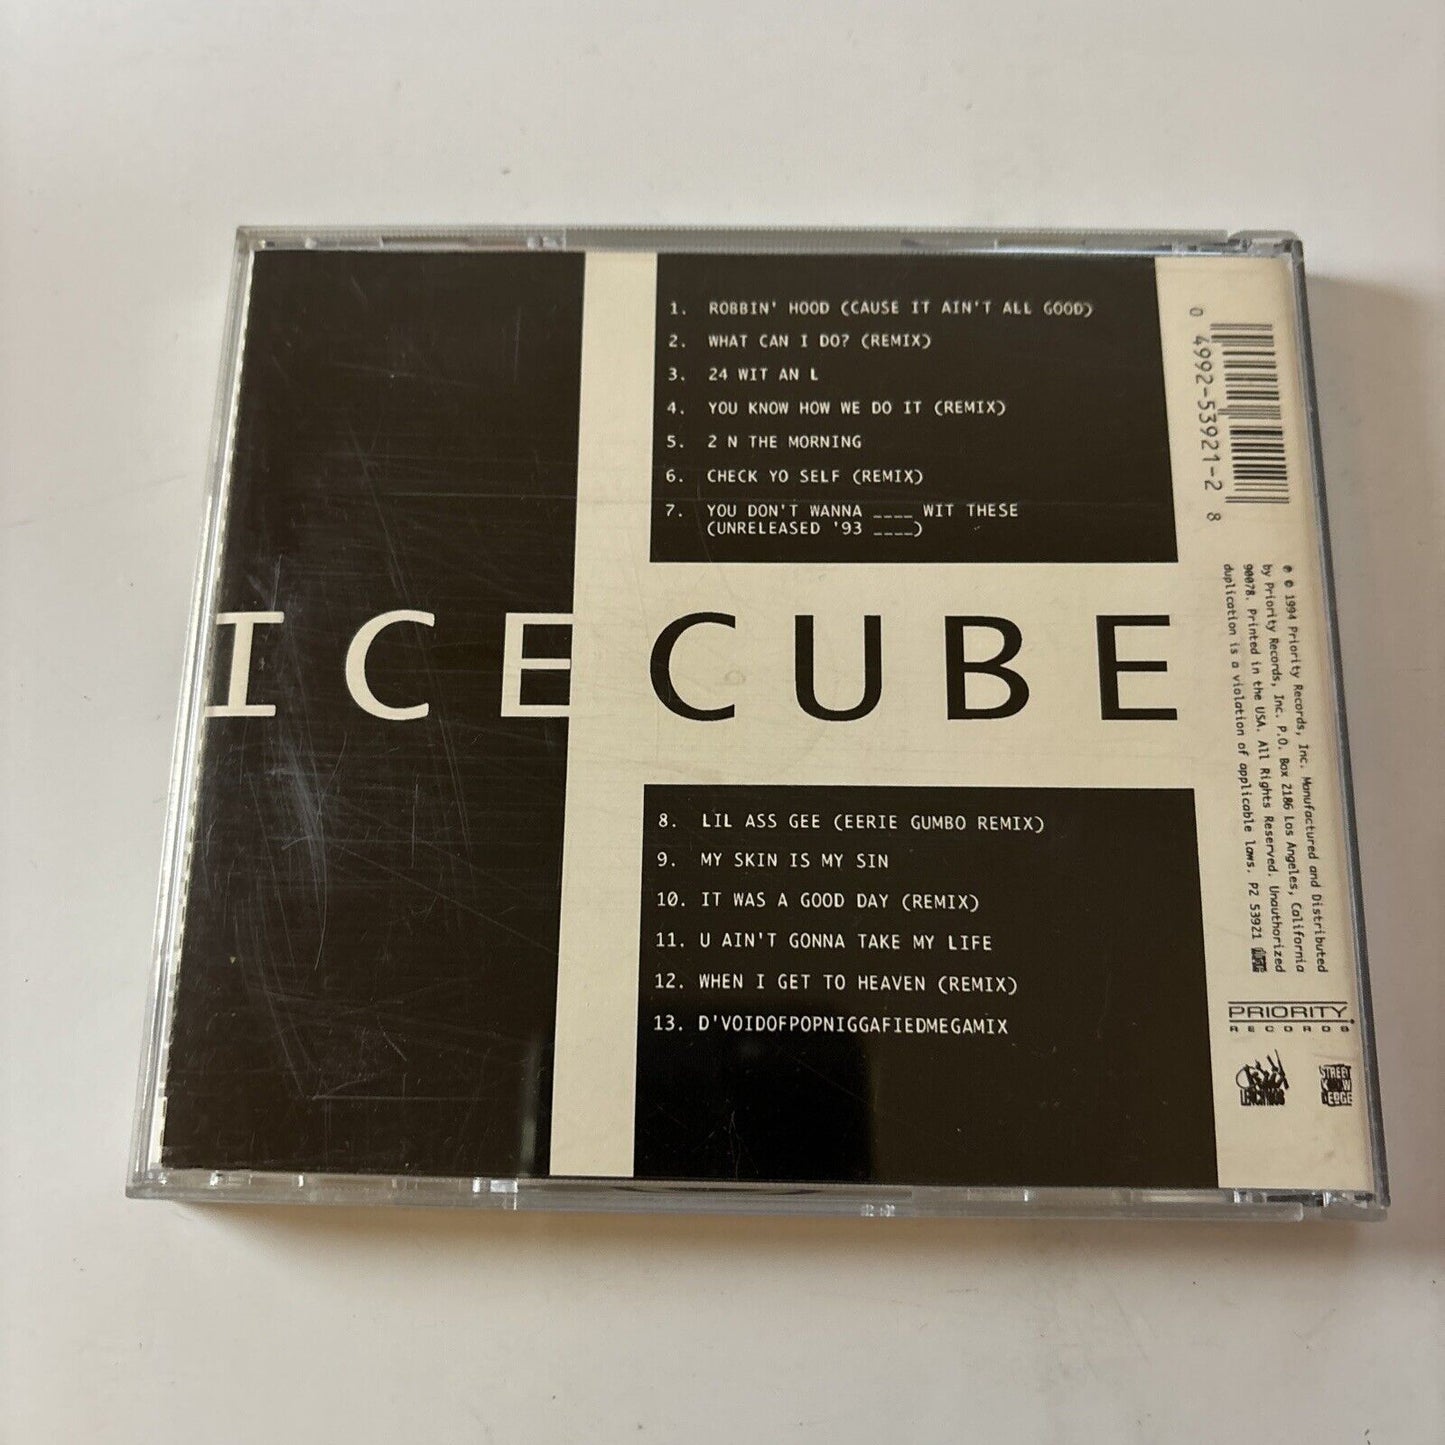 1. ROBBIN' HOOD (CAUSE IT AIN'T ALL GOOD)
2. WHAT CAN I DO? (REMIX)
3. 24 WIT AN L
4. YOU KNOW HOW WE DO IT (REMIX)
5. 2 N THE MORNING
6. CHECK YO SELF (REMIX)
7. YOU DON'T WANNA ____ WIT THESE
(UNRELEASED '93 ____)
ICE CUBE
8. LIL ASS GEE (EERIE GUMBO REMIX)
9. MY SKIN IS MY SIN
10. IT WAS A GOOD DAY (REMIX)
11. U AIN'T GONNA TAKE MY LIFE
12. WHEN I GET TO HEAVEN (REMIX)
13. D'VOIDOFPOPNIGGAFIEDMEGAMIX
0 4992-53921-2 8
℗ © 1994 Priority Records, Inc. Manufactured and Distributed
by Priority Records, Inc. P.O. Box 2186 Los Angeles, California
90078. Printed in the USA. All Rights Reserved. Unauthorized
duplication is a violation of applicable laws. P2 53921
PRIORITY
RECORDS
LENCH MOB
STREET
KNOW
LEDGE